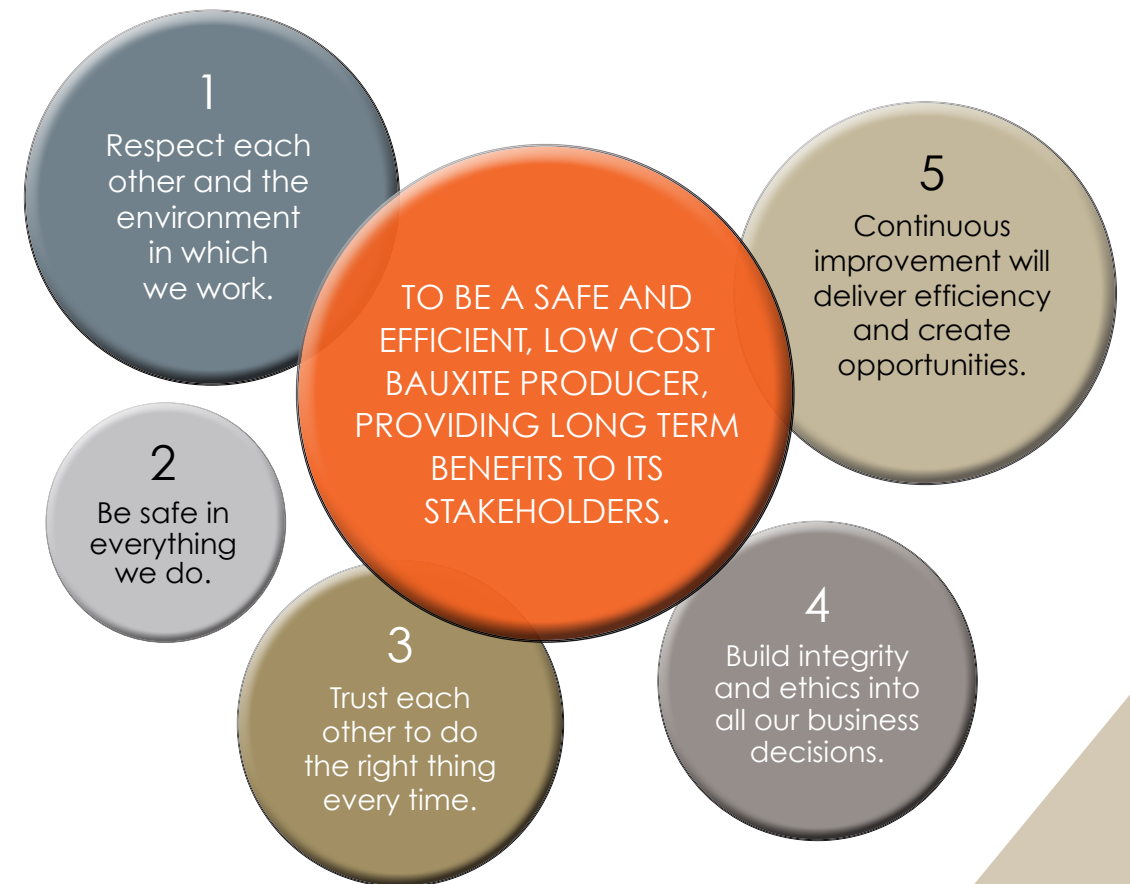 1
Respect each
other and the
environment
in which
we work.
TO BE A SAFE AND
EFFICIENT, LOW COST
BAUXITE PRODUCER,
PROVIDING LONG TERM
BENEFITS TO ITS
STAKEHOLDERS.
5
Continuous
improvement will
deliver efficiency
and create
opportunities.
2
Be safe in
everything
we do.
3
Trust each
other to do
the right thing
every time.
4
Build integrity
and ethics into
all our business
decisions.